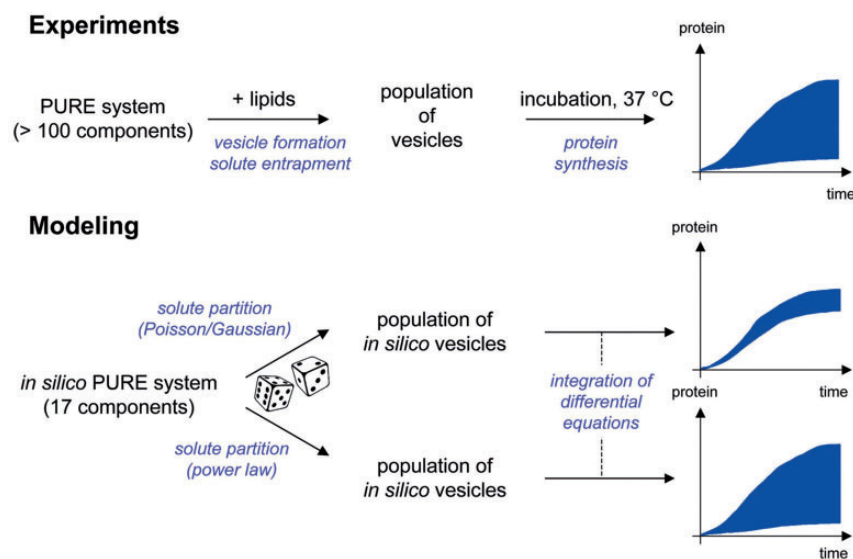 Experiments
protein
PURE system
(> 100 components)
+ lipids
vesicle formation
solute entrapment
population
of
vesicles
incubation, 37 °C
protein
synthesis
time
Modeling
protein
solute partition
(Poisson/Gaussian)
population of
in silico vesicles
time
in silico PURE system
(17 components)
integration of
differential
equations
protein
solute partition
(power law)
population of
in silico vesicles
time